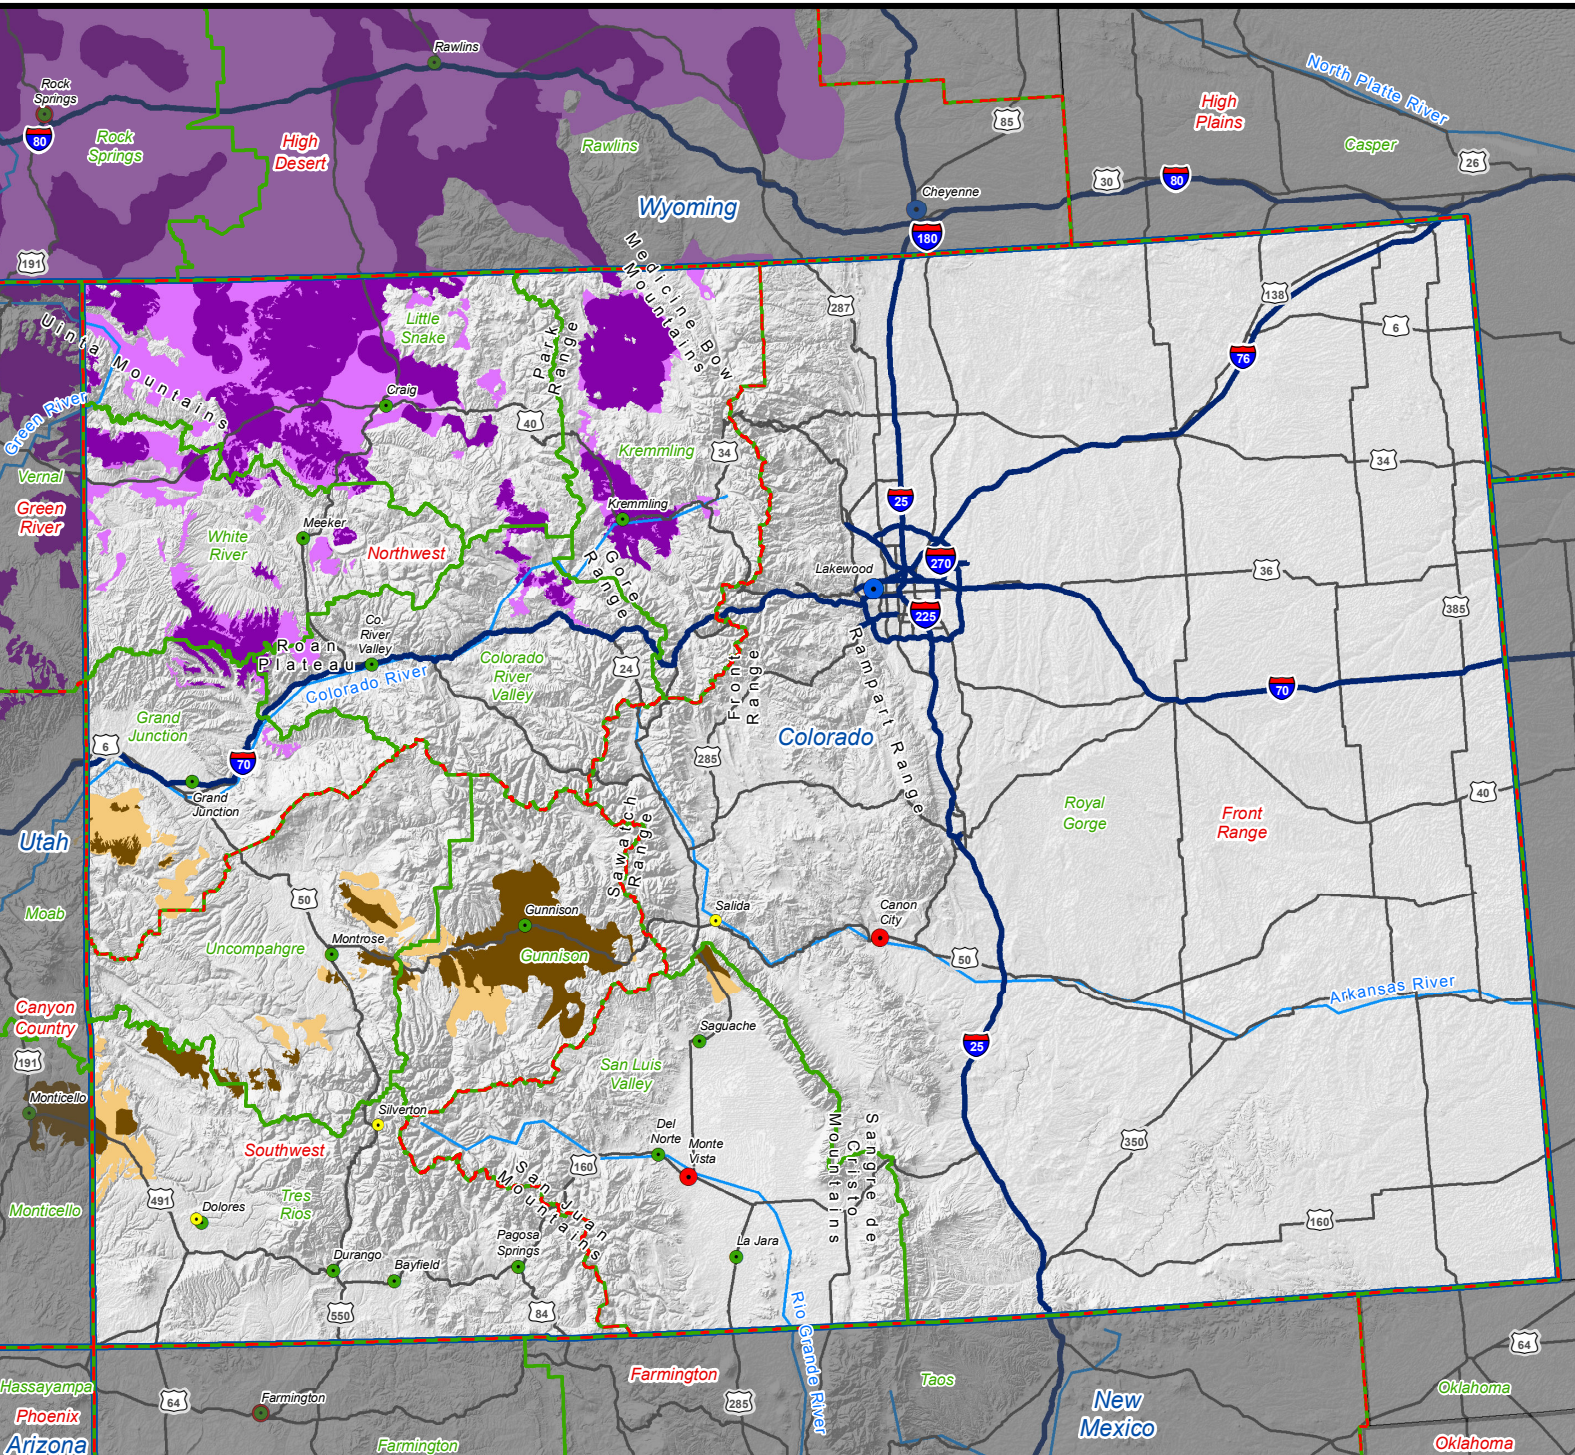 Rawlins
Rock
Springs
80
Rock
Springs
High
Desert
Rawlins
Wyoming
85
High
Plains
North Platte River
Casper
26
30
80
Cheyenne
180
191
Medicine Bow
Mountains
287
138
6
76
Uinta Mountains
Little
Snake
Park
Range
Craig
40
Green River
Vernal
Green
River
Kremmling
34
34
Kremmling
25
White
River
Meeker
Northwest
Gore
Range
Lakewood
270
225
36
385
Co.
River
Valley
Roan
Plateau
Colorado River
Colorado
River
Valley
24
Front
Range
Rampart Range
70
Grand
Junction
6
70
Grand
Junction
285
Colorado
Utah
Sawatch
Range
Royal
Gorge
Front
Range
40
50
Moab
Uncompahgre
Montrose
Gunnison
Gunnison
Salida
Canon
City
50
Arkansas River
Canyon
Country
191
Monticello
Saguache
San Luis
Valley
25
Silverton
Southwest
Del
Norte
Monte
Vista
160
San Juan
Mountains
Sangre de
Cristo
Mountains
350
491
Monticello
Dolores
Tres
Rios
160
Pagosa
Springs
La Jara
Durango
Bayfield
550
84
Rio Grande River
Hassayampa
Phoenix
Arizona
64
Farmington
Farmington
Farmington
285
Taos
New
Mexico
64
Oklahoma
Oklahoma